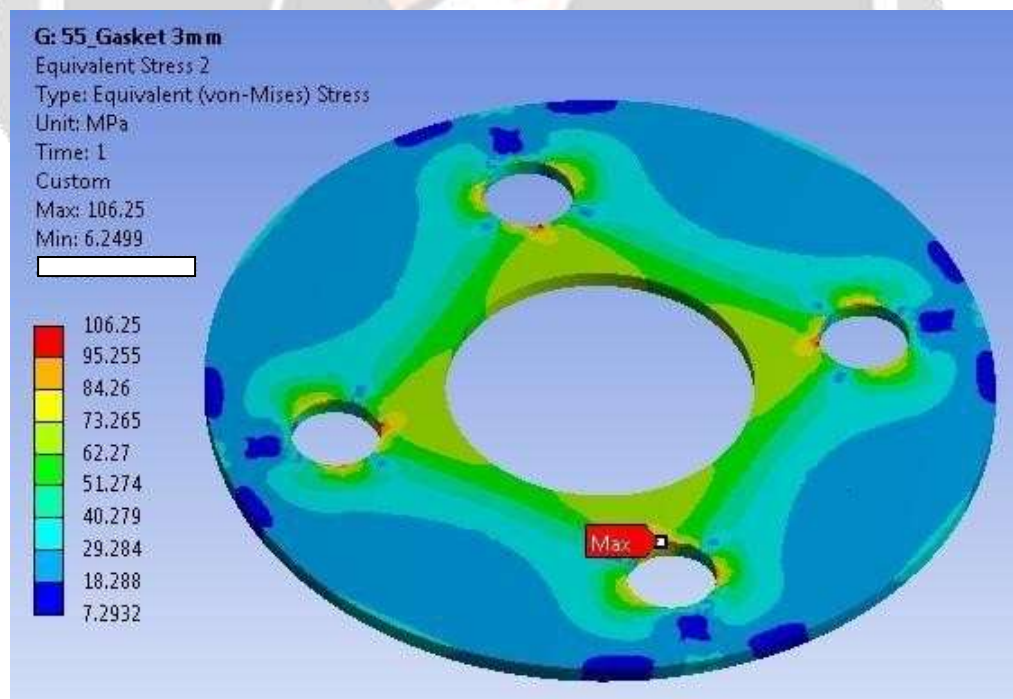 G: 55_Gasket 3mm
Equivalent Stress 2
Type: Equivalent (von-Mises) Stress
Unit: MPa
Time: 1
Custom
Max: 106.25
Min: 6.2499
106.25
95.255
84.26
73.265
62.27
51.274
40.279
29.284
18.288
7.2932
Max